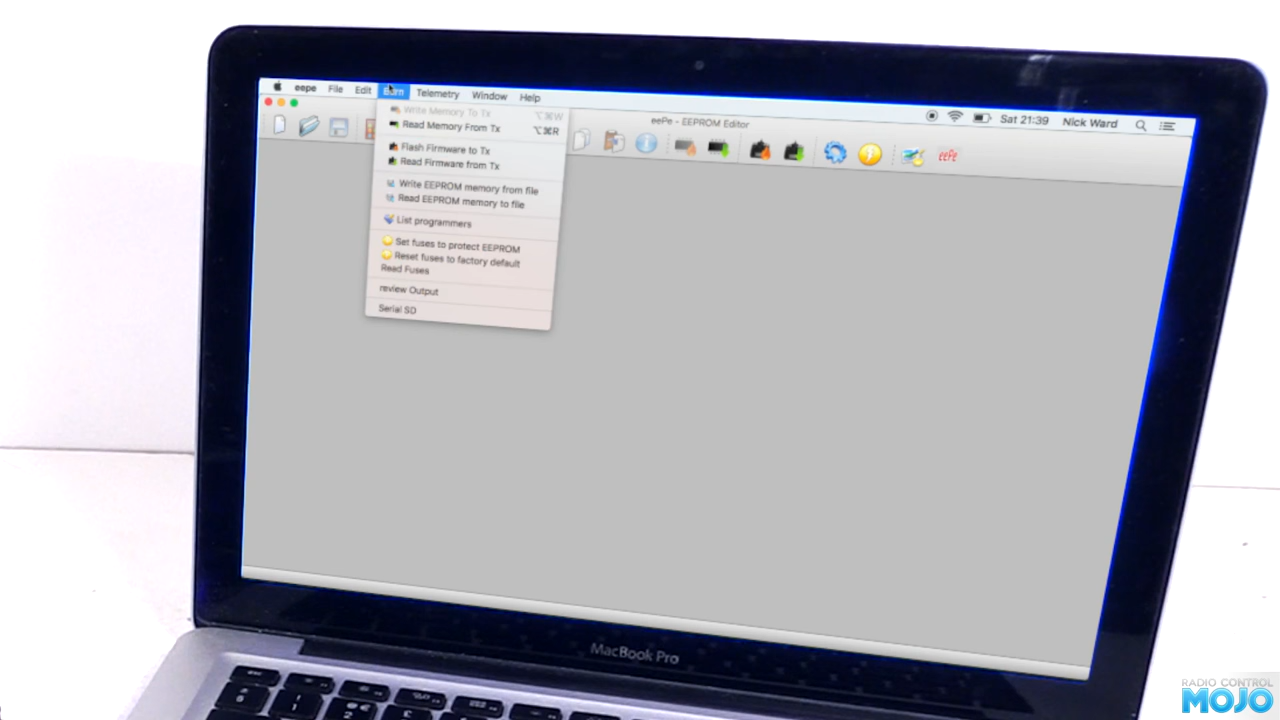 eepe File Edit Burn Telemetry Window Help
Sat 21:39 Nick Ward
eePe - EEPROM Editor
Write Memory To Tx ⌥⌘W
Read Memory From Tx ⌥⌘R
Flash Firmware to Tx
Read Firmware from Tx
Write EEPROM memory from file
Read EEPROM memory to file
List programmers
Set fuses to protect EEPROM
Reset fuses to factory default
Read Fuses
review Output
Serial SD
eePe
MacBook Pro
RADIO CONTROL
MOJO